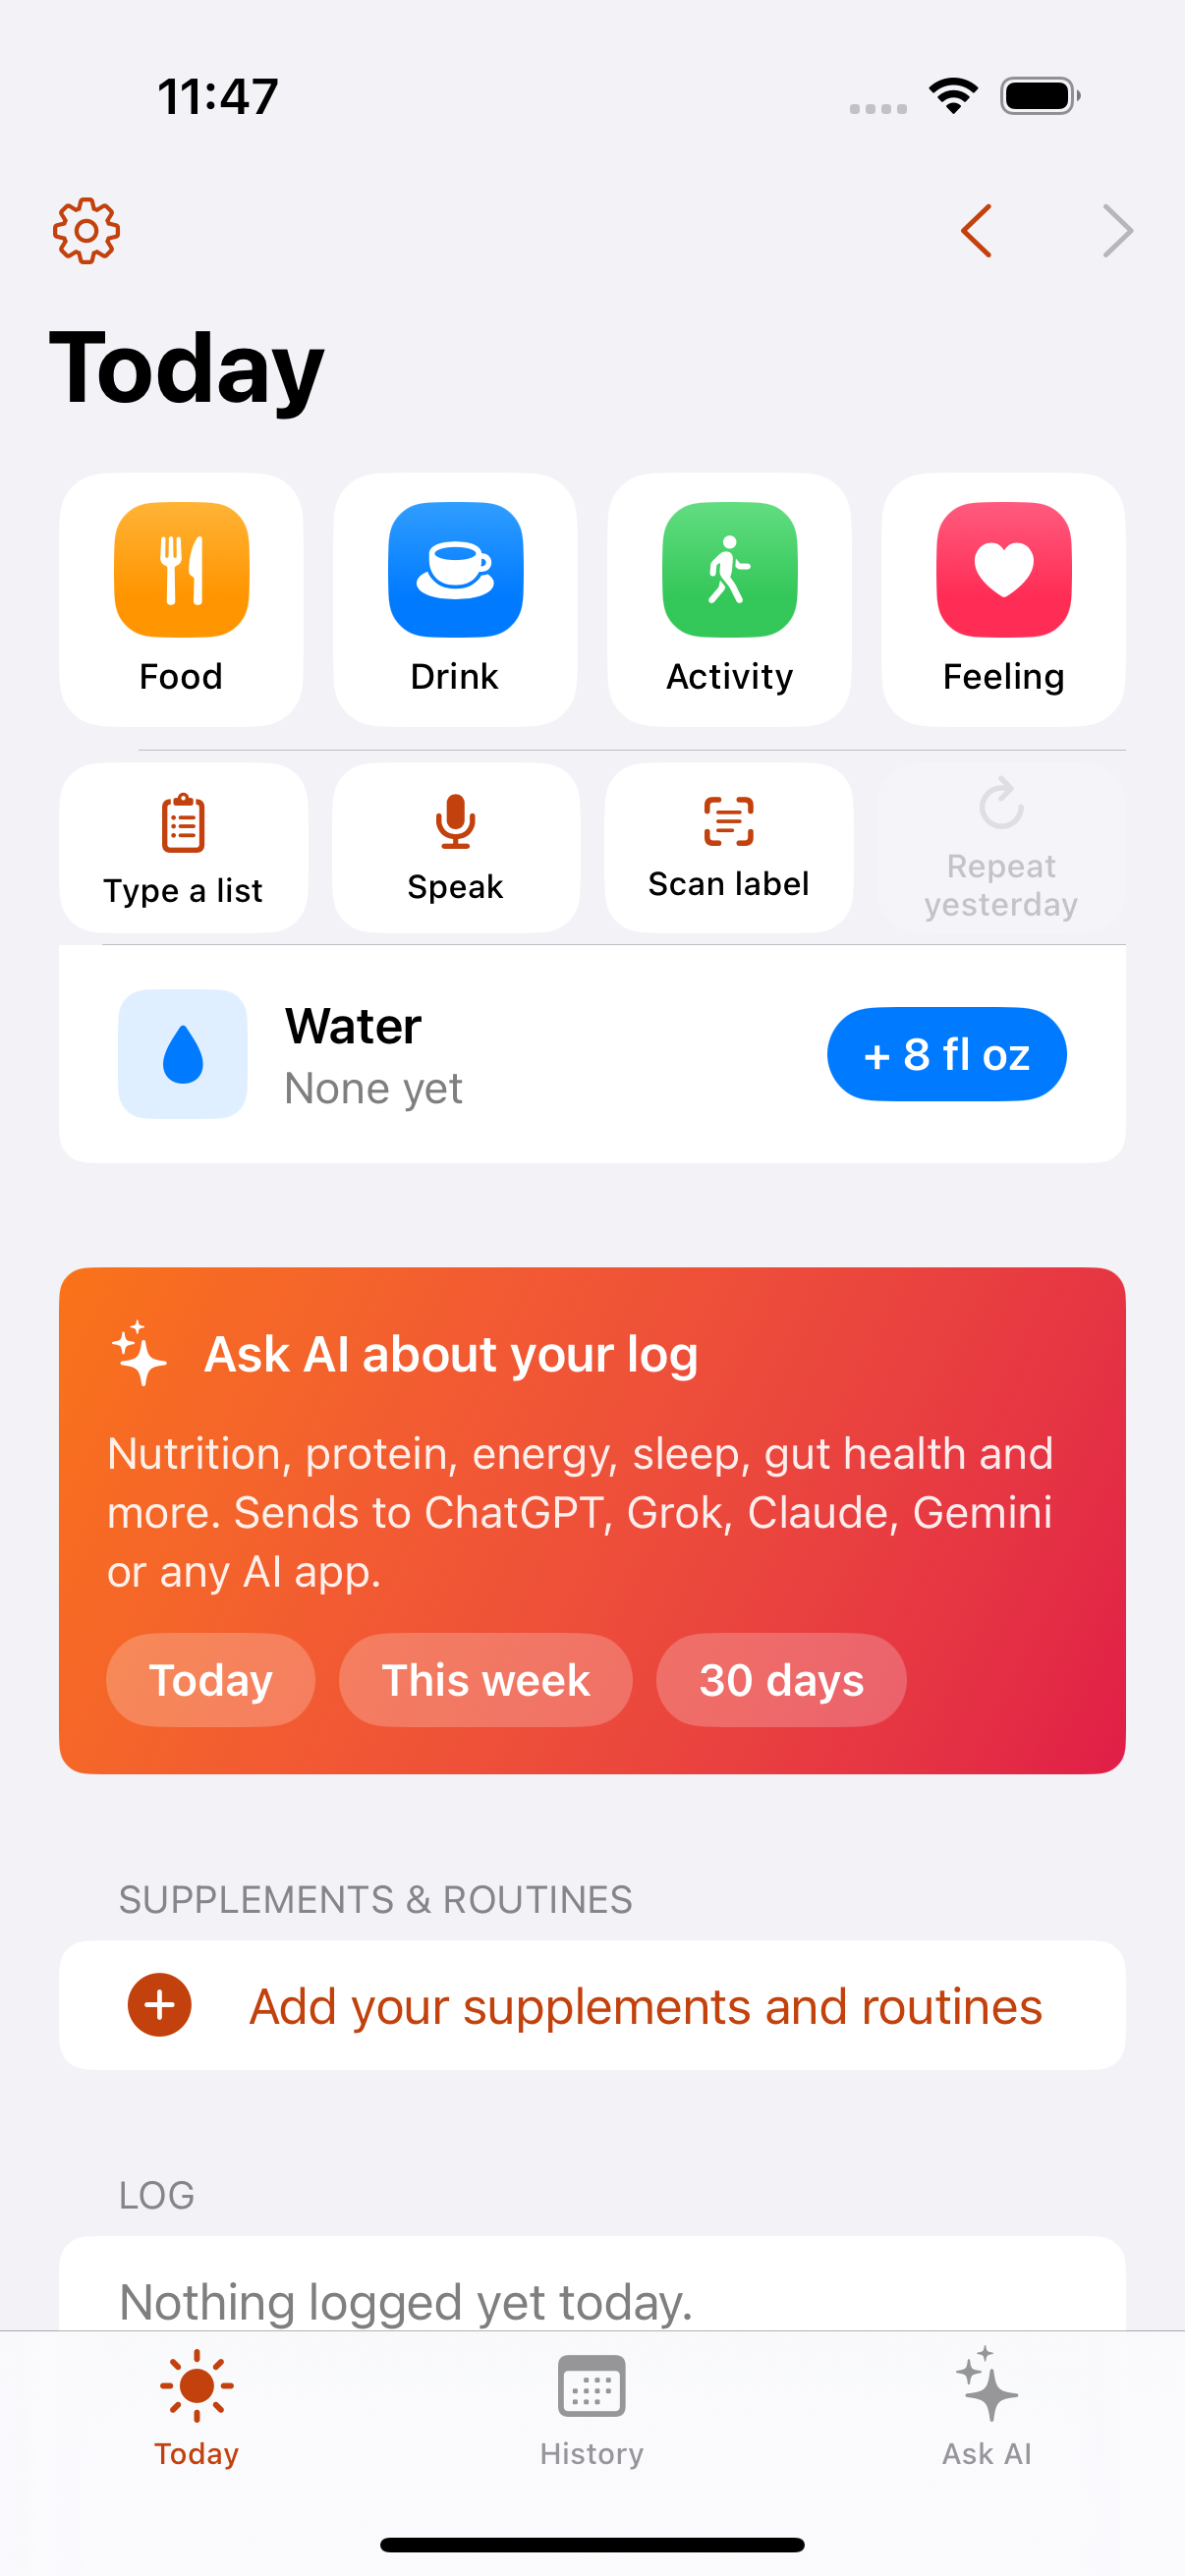 11:47
Today
Food
Drink
Activity
Feeling
Type a list
Speak
Scan label
Repeat
yesterday
Water
None yet
+ 8 fl oz
Ask AI about your log
Nutrition, protein, energy, sleep, gut health and
more. Sends to ChatGPT, Grok, Claude, Gemini
or any AI app.
Today
This week
30 days
SUPPLEMENTS & ROUTINES
Add your supplements and routines
LOG
Nothing logged yet today.
Today
History
Ask AI